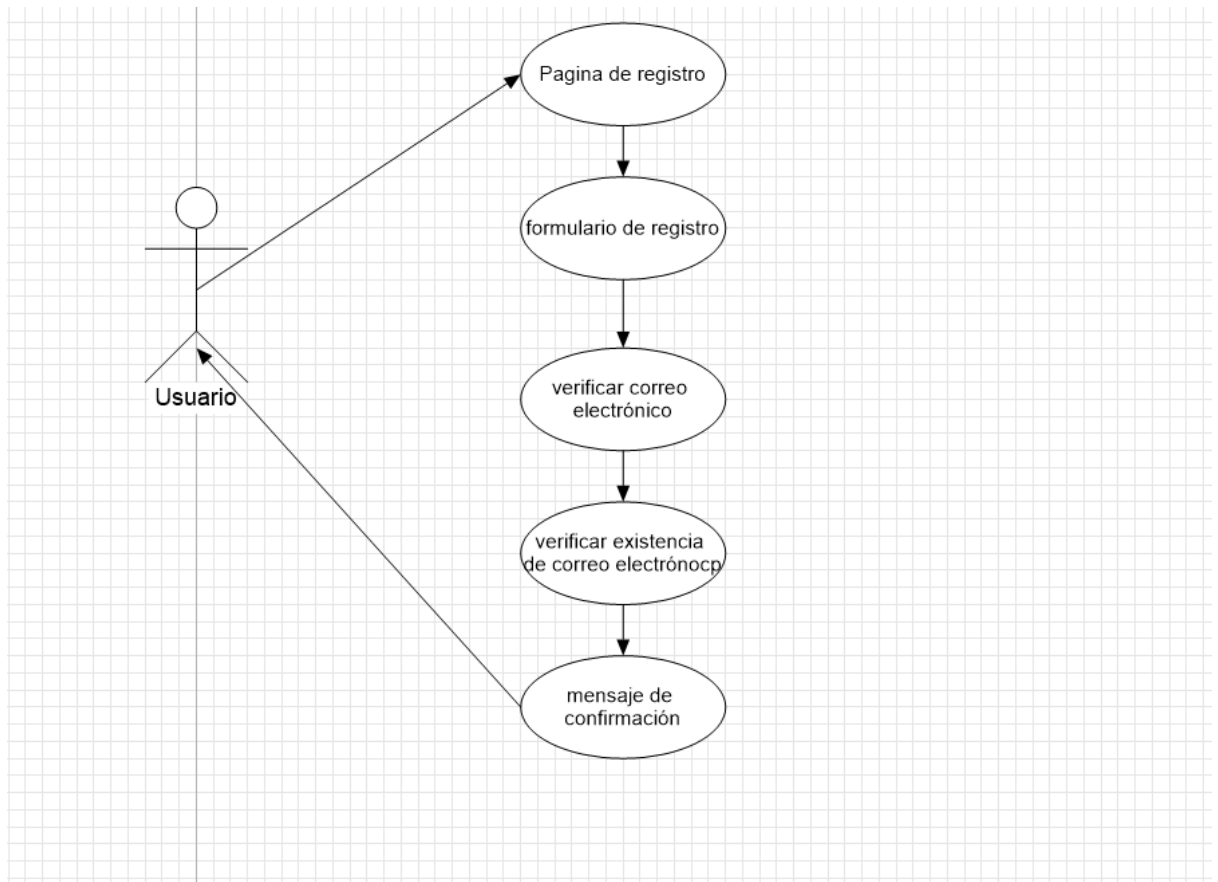 Pagina de registro
formulario de registro
Usuario
verificar correo
electrónico
verificar existencia
de correo electrónocp
mensaje de
confirmación